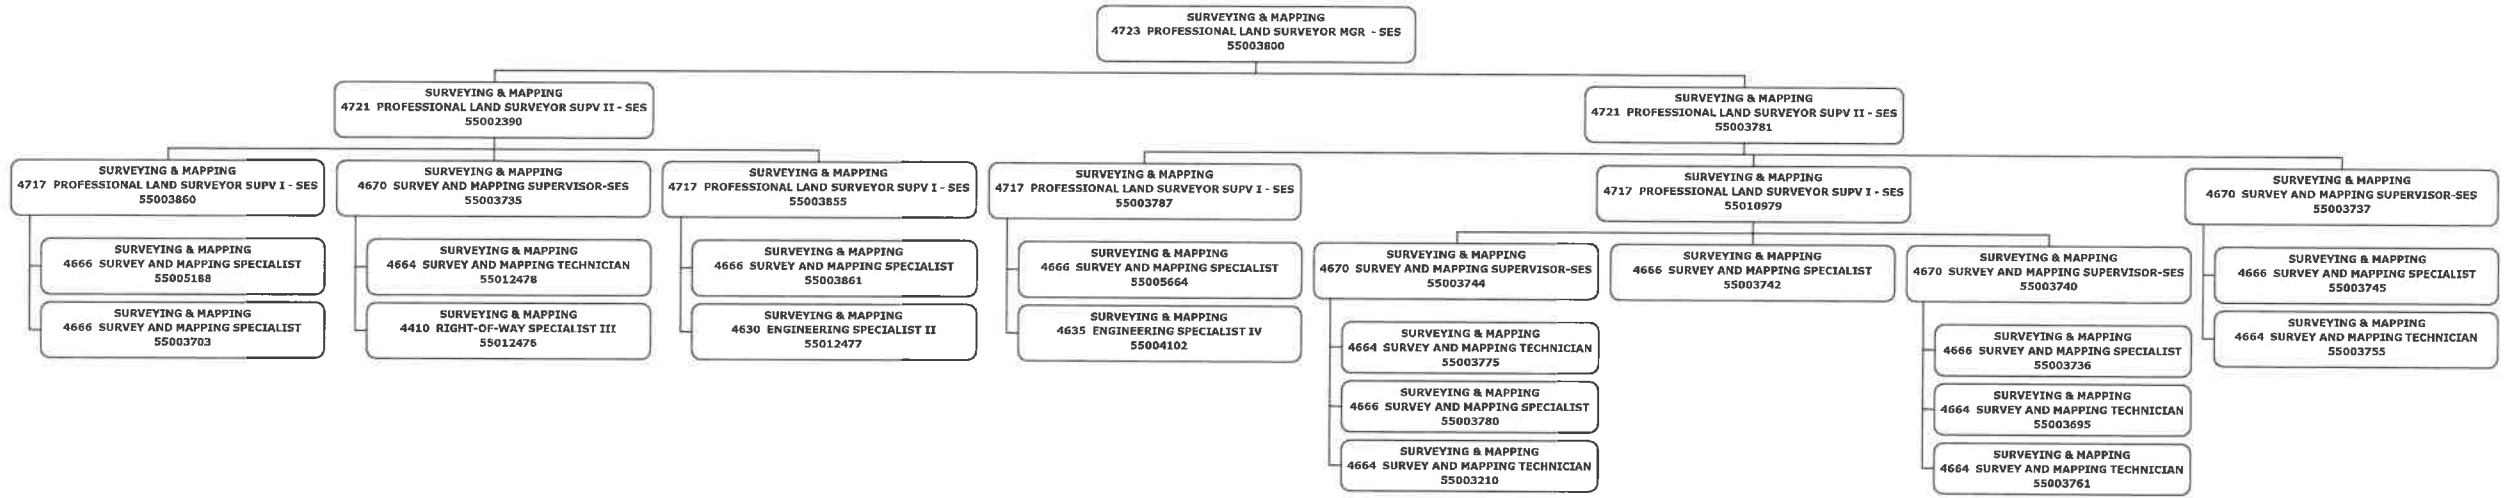 SURVEYING & MAPPING
4723 PROFESSIONAL LAND SURVEYOR MGR - SES
55003800
SURVEYING & MAPPING
4721 PROFESSIONAL LAND SURVEYOR SUPV II - SES
55002390
SURVEYING & MAPPING
4721 PROFESSIONAL LAND SURVEYOR SUPV II - SES
55003781
SURVEYING & MAPPING
4717 PROFESSIONAL LAND SURVEYOR SUPV I - SES
55003860
SURVEYING & MAPPING
4670 SURVEY AND MAPPING SUPERVISOR-SES
55003735
SURVEYING & MAPPING
4717 PROFESSIONAL LAND SURVEYOR SUPV I - SES
55003855
SURVEYING & MAPPING
4717 PROFESSIONAL LAND SURVEYOR SUPV I - SES
55003787
SURVEYING & MAPPING
4717 PROFESSIONAL LAND SURVEYOR SUPV I - SES
55010979
SURVEYING & MAPPING
4670 SURVEY AND MAPPING SUPERVISOR-SES
55003737
SURVEYING & MAPPING
4666 SURVEY AND MAPPING SPECIALIST
55005188
SURVEYING & MAPPING
4666 SURVEY AND MAPPING SPECIALIST
55003703
SURVEYING & MAPPING
4664 SURVEY AND MAPPING TECHNICIAN
55012478
SURVEYING & MAPPING
4410 RIGHT-OF-WAY SPECIALIST III
55012476
SURVEYING & MAPPING
4666 SURVEY AND MAPPING SPECIALIST
55003861
SURVEYING & MAPPING
4630 ENGINEERING SPECIALIST II
55012477
SURVEYING & MAPPING
4666 SURVEY AND MAPPING SPECIALIST
55005664
SURVEYING & MAPPING
4635 ENGINEERING SPECIALIST IV
55004102
SURVEYING & MAPPING
4670 SURVEY AND MAPPING SUPERVISOR-SES
55003744
SURVEYING & MAPPING
4664 SURVEY AND MAPPING TECHNICIAN
55003775
SURVEYING & MAPPING
4666 SURVEY AND MAPPING SPECIALIST
55003780
SURVEYING & MAPPING
4664 SURVEY AND MAPPING TECHNICIAN
55003210
SURVEYING & MAPPING
4666 SURVEY AND MAPPING SPECIALIST
55003742
SURVEYING & MAPPING
4670 SURVEY AND MAPPING SUPERVISOR-SES
55003740
SURVEYING & MAPPING
4666 SURVEY AND MAPPING SPECIALIST
55003736
SURVEYING & MAPPING
4664 SURVEY AND MAPPING TECHNICIAN
55003695
SURVEYING & MAPPING
4664 SURVEY AND MAPPING TECHNICIAN
55003761
SURVEYING & MAPPING
4666 SURVEY AND MAPPING SPECIALIST
55003745
SURVEYING & MAPPING
4664 SURVEY AND MAPPING TECHNICIAN
55003755